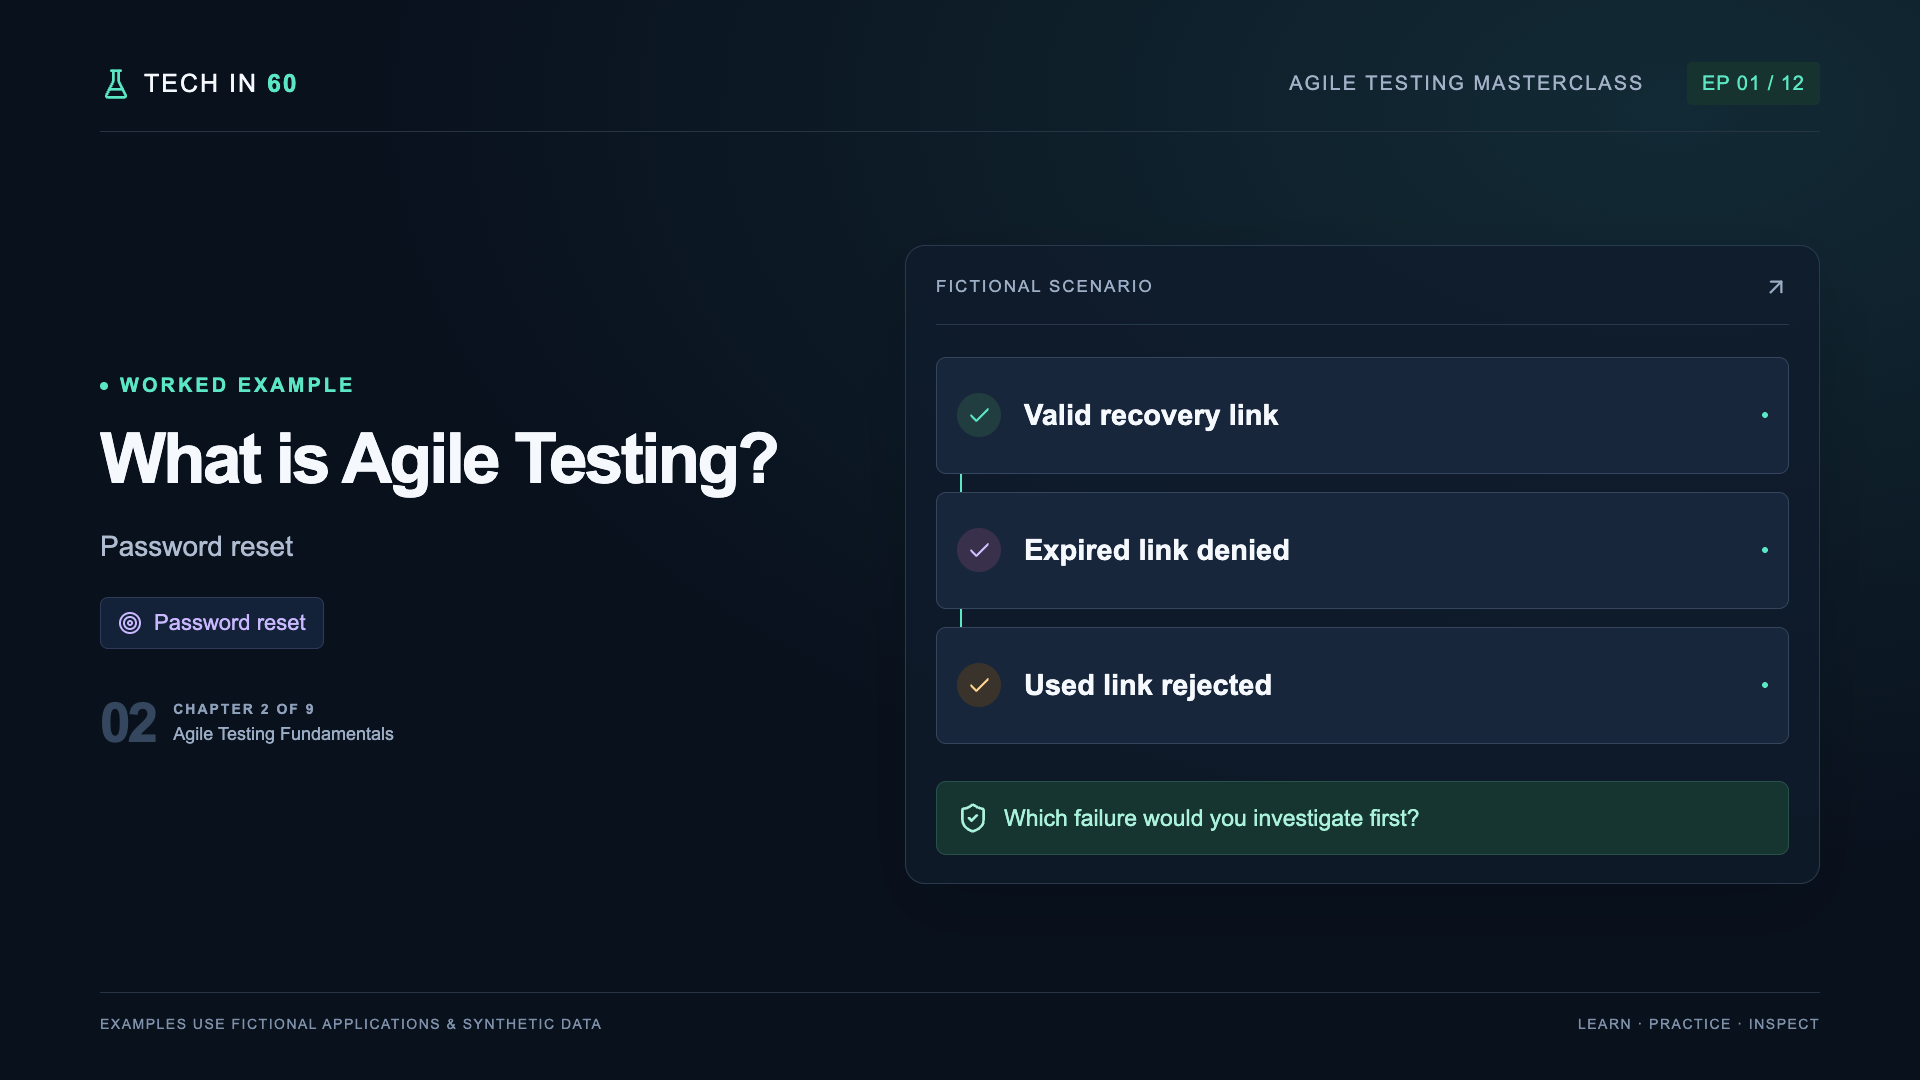 TECH IN 60
AGILE TESTING MASTERCLASS
EP 01 / 12
WORKED EXAMPLE
What is Agile Testing?
Password reset
Password reset
02
CHAPTER 2 OF 9
Agile Testing Fundamentals
FICTIONAL SCENARIO
Valid recovery link
Expired link denied
Used link rejected
Which failure would you investigate first?
EXAMPLES USE FICTIONAL APPLICATIONS & SYNTHETIC DATA
LEARN · PRACTICE · INSPECT